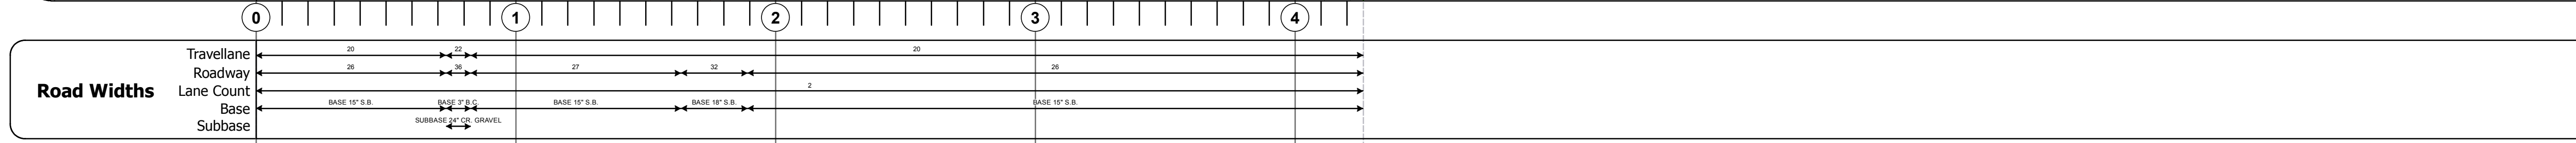 0 1 2 3 4
Road Widths
Travellane 20 22 20
Roadway 26 36 27 32 26
Lane Count 2
Base BASE 15" S.B. BASE 3" B.C. BASE 15" S.B. BASE 18" S.B. BASE 15" S.B.
Subbase SUBBASE 24" CR. GRAVEL